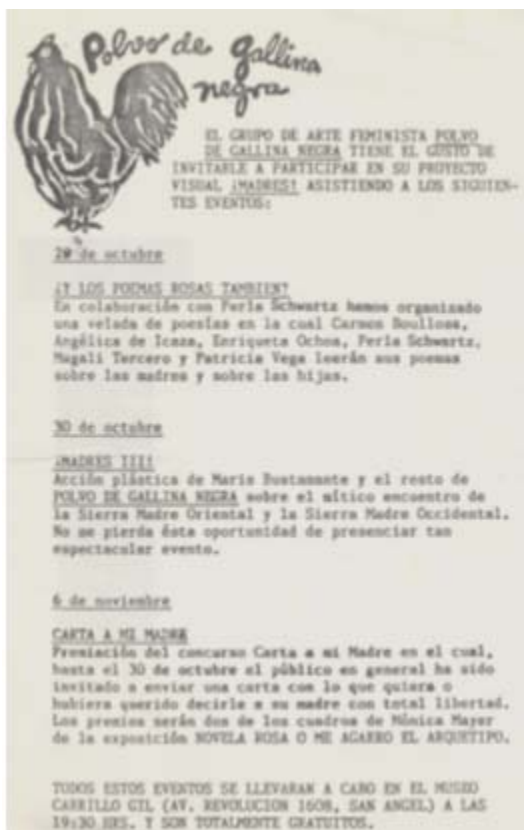 Polvo de gallina
negra
EL GRUPO DE ARTE FEMINISTA POLVO
DE GALLINA NEGRA TIENE EL GUSTO DE
INVITARLE A PARTICIPAR EN SU PROYECTO
VISUAL ¡MADRES! ASISTIENDO A LOS SIGUIEN-
TES EVENTOS:
de octubre
¿Y LOS POEMAS ROSAS TAMBIEN?
En colaboración con Perla Schwartz hemos organizado
una velada de poesías en la cual Carmen Boullosa,
Angélica de Icaza, Enriqueta Ochoa, Perla Schwartz,
Magali Tercero y Patricia Vega leerán sus poemas
sobre las madres y sobre las hijas.
30 de octubre
¡MADRES III!
Acción plástica de Maris Bustamante y el resto de
POLVO DE GALLINA NEGRA sobre el mítico encuentro de
la Sierra Madre Oriental y la Sierra Madre Occidental.
No se pierda ésta oportunidad de presenciar tan
espectacular evento.
6 de noviembre
CARTA A MI MADRE
Premiación del concurso Carta a mi Madre en el cual,
hasta el 30 de octubre el público en general ha sido
invitado a enviar una carta con lo que quiera o
hubiera querido decirle a su madre con total libertad.
Los premios serán dos de los cuadros de Mónica Mayer
de la exposición NOVELA ROSA O ME AGARRO EL ARQUETIPO.
TODOS ESTOS EVENTOS SE LLEVARAN A CABO EN EL MUSEO
CARRILLO GIL (AV. REVOLUCION 1608, SAN ANGEL) A LAS
19:30 HRS. Y SON TOTALMENTE GRATUITOS.